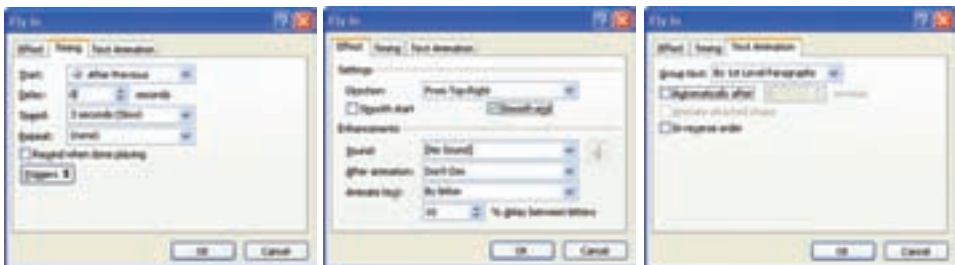 Fly In
Effect Timing Text Animation
Start: After Previous
Delay: seconds
Speed: 3 seconds (Slow)
Repeat: (none)
Rewind when done playing
Triggers
OK Cancel
Fly In
Effect Timing Text Animation
Settings
Direction: From Top-Right
Smooth start Smooth end
Enhancements
Sound: [No Sound]
After animation: Don't Dim
Animate text: By letter
10 % delay between letters
OK Cancel
Fly In
Effect Timing Text Animation
Group text: By 1st Level Paragraphs
Automatically after seconds
Animate attached shape
In reverse order
OK Cancel